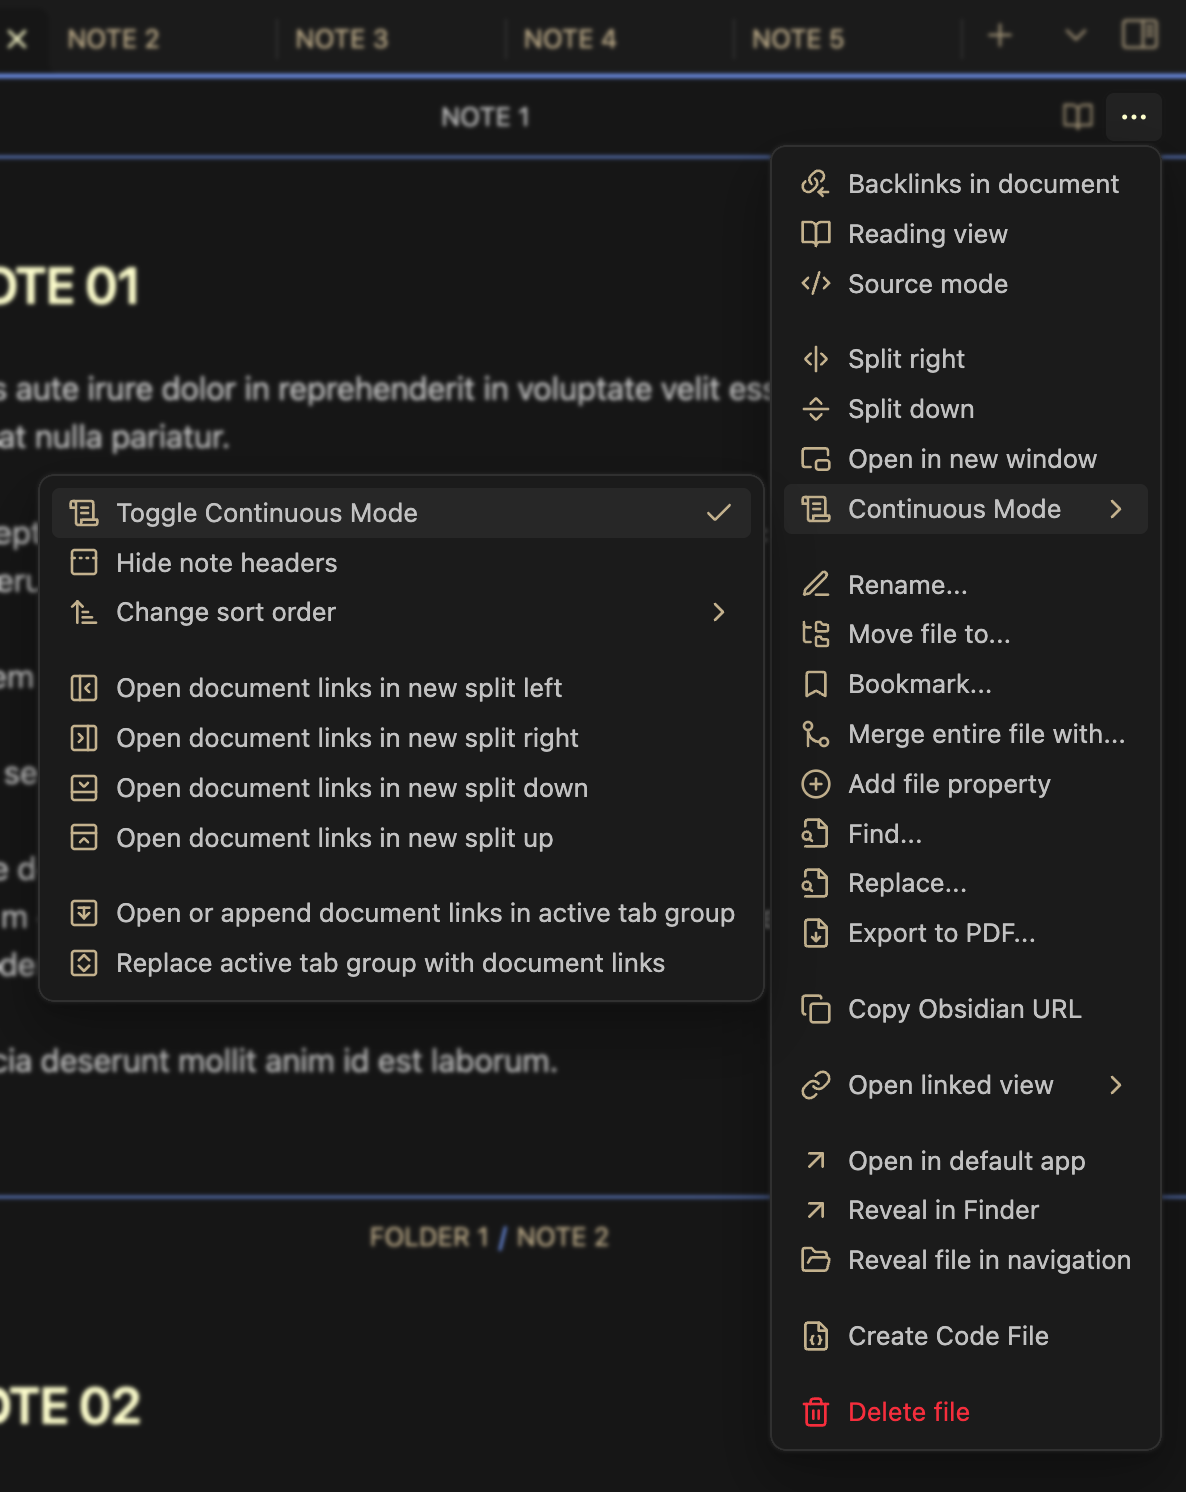 NOTE 2
NOTE 3
NOTE 4
NOTE 5
NOTE 1
OTE 01
s aute irure dolor in reprehenderit in voluptate velit ess
at nulla pariatur.
Backlinks in document
Reading view
Source mode
Split right
Split down
Open in new window
Continuous Mode
Rename...
Move file to...
Bookmark...
Merge entire file with...
Add file property
Find...
Replace...
Export to PDF...
Copy Obsidian URL
Open linked view
Open in default app
Reveal in Finder
Reveal file in navigation
Create Code File
Delete file
Toggle Continuous Mode
Hide note headers
Change sort order
Open document links in new split left
Open document links in new split right
Open document links in new split down
Open document links in new split up
Open or append document links in active tab group
Replace active tab group with document links
cia deserunt mollit anim id est laborum.
FOLDER 1 / NOTE 2
OTE 02